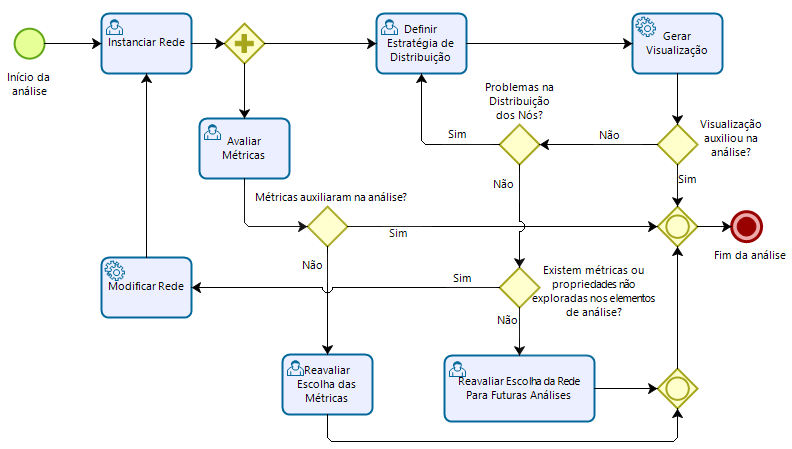 Início da
análise
Instanciar Rede
Definir
Estratégia de
Distribuição
Gerar
Visualização
Avaliar
Métricas
Problemas na
Distribuição
dos Nós?
Sim
Não
Visualização
auxiliou na
análise?
Sim
Não
Métricas auxiliaram na análise?
Sim
Não
Fim da análise
Modificar Rede
Sim
Existem métricas ou
propriedades não
exploradas nos elementos
de análise?
Não
Reavaliar
Escolha das
Métricas
Reavaliar Escolha da Rede
Para Futuras Análises